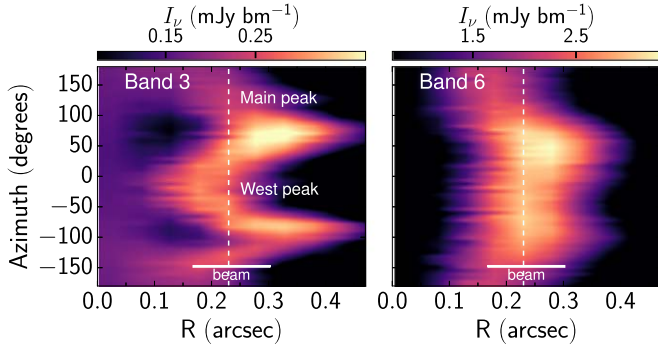 I_ν (mJy bm⁻¹)
0.15 0.25
I_ν (mJy bm⁻¹)
1.5 2.5
Band 3
Main peak
West peak
beam
Band 6
beam
Azimuth (degrees)
150
100
50
0
−50
−100
−150
0.0 0.1 0.2 0.3 0.4
R (arcsec)
0.0 0.1 0.2 0.3 0.4
R (arcsec)